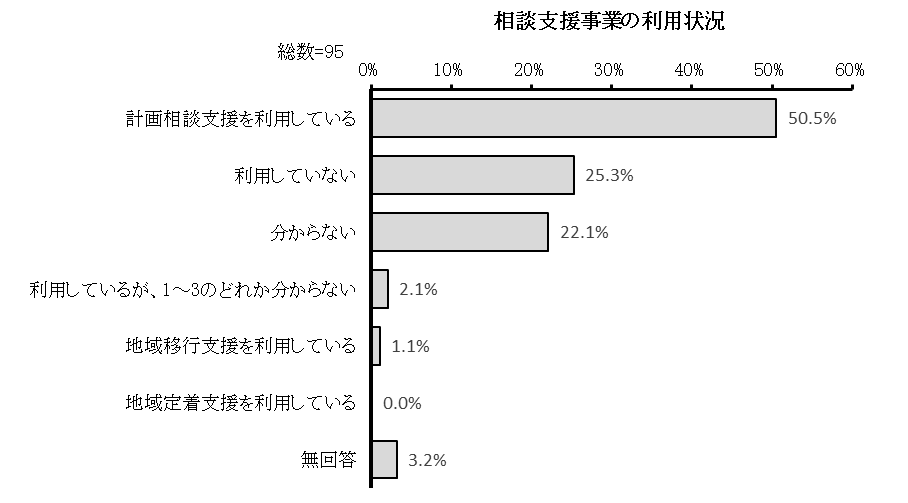 相談支援事業の利用状況
総数=95
0% 10% 20% 30% 40% 50% 60%
計画相談支援を利用している 50.5%
利用していない 25.3%
分からない 22.1%
利用しているが、1～3のどれか分からない 2.1%
地域移行支援を利用している 1.1%
地域定着支援を利用している 0.0%
無回答 3.2%